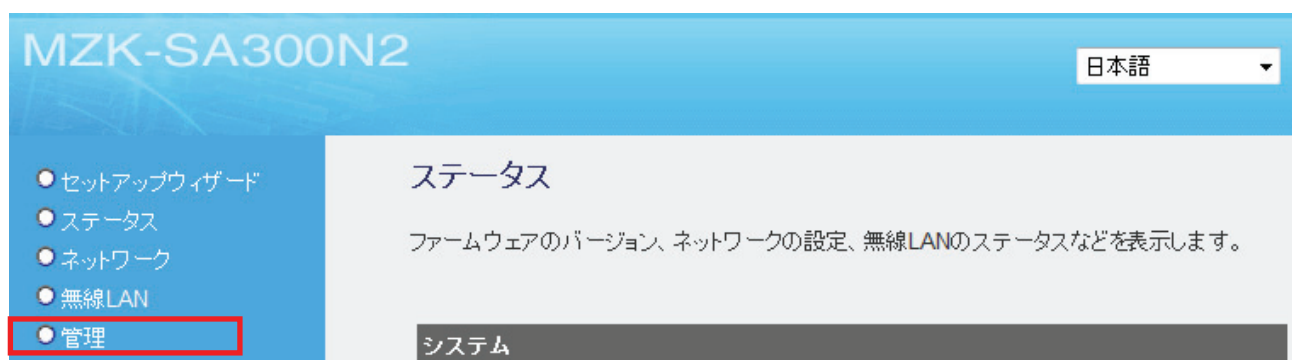 MZK-SA300N2
日本語
セットアップウィザード
ステータス
ネットワーク
無線LAN
管理
ステータス
ファームウェアのバージョン、ネットワークの設定、無線LANのステータスなどを表示します。
システム